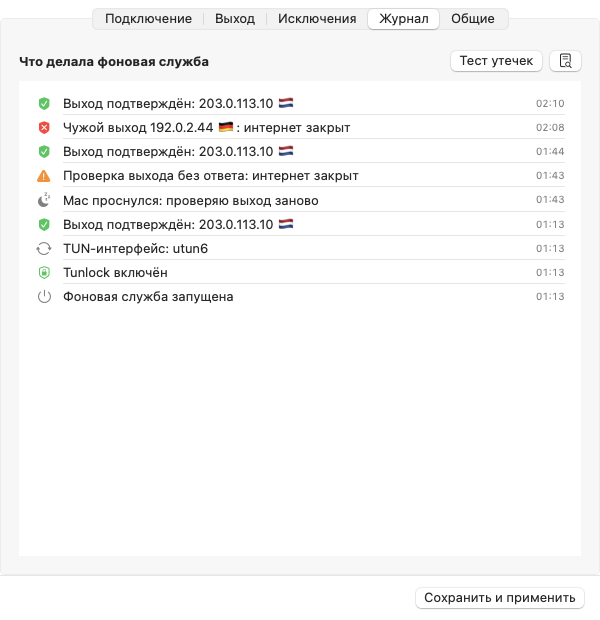 Подключение Выход Исключения Журнал Общие
Что делала фоновая служба Тест утечек
Выход подтверждён: 203.0.113.10 🇳🇱 02:10
Чужой выход 192.0.2.44 🇩🇪 : интернет закрыт 02:08
Выход подтверждён: 203.0.113.10 🇳🇱 01:44
Проверка выхода без ответа: интернет закрыт 01:43
Mac проснулся: проверяю выход заново 01:43
Выход подтверждён: 203.0.113.10 🇳🇱 01:13
TUN-интерфейс: utun6 01:13
Tunlock включён 01:13
Фоновая служба запущена 01:13
Сохранить и применить